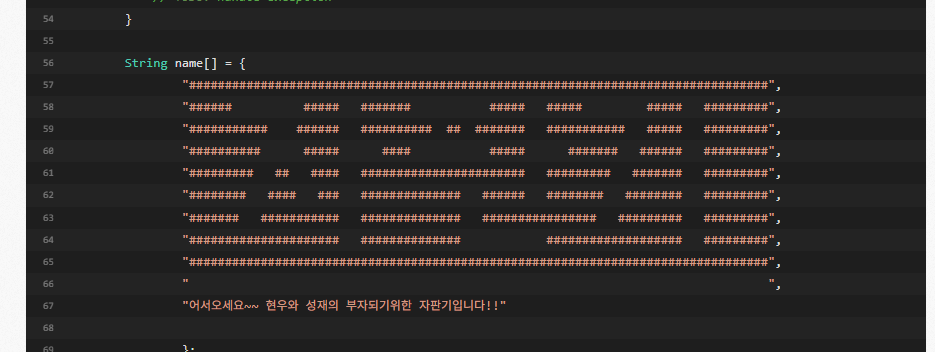 54 }
55
56 String name[] = {
57 "#################################################################################",
58 "######          #####   #######           #####   #####         #####   #########",
59 "###########    ######   ##########  ##  #######   ###########   #####   #########",
60 "##########      #####      ####           #####      #######   ######   #########",
61 "#########   ##   ####   #######################   #########   #######   #########",
62 "########   ####   ###   ##############   ######   ########   ########   #########",
63 "#######   ###########   ##############   ################   #########   #########",
64 "#####################   ##############            ###################   #########",
65 "#################################################################################",
66 "                                                                                 ",
67 "어서오세요~~ 현우와 성재의 부자되기위한 자판기입니다!!"
68
69 };